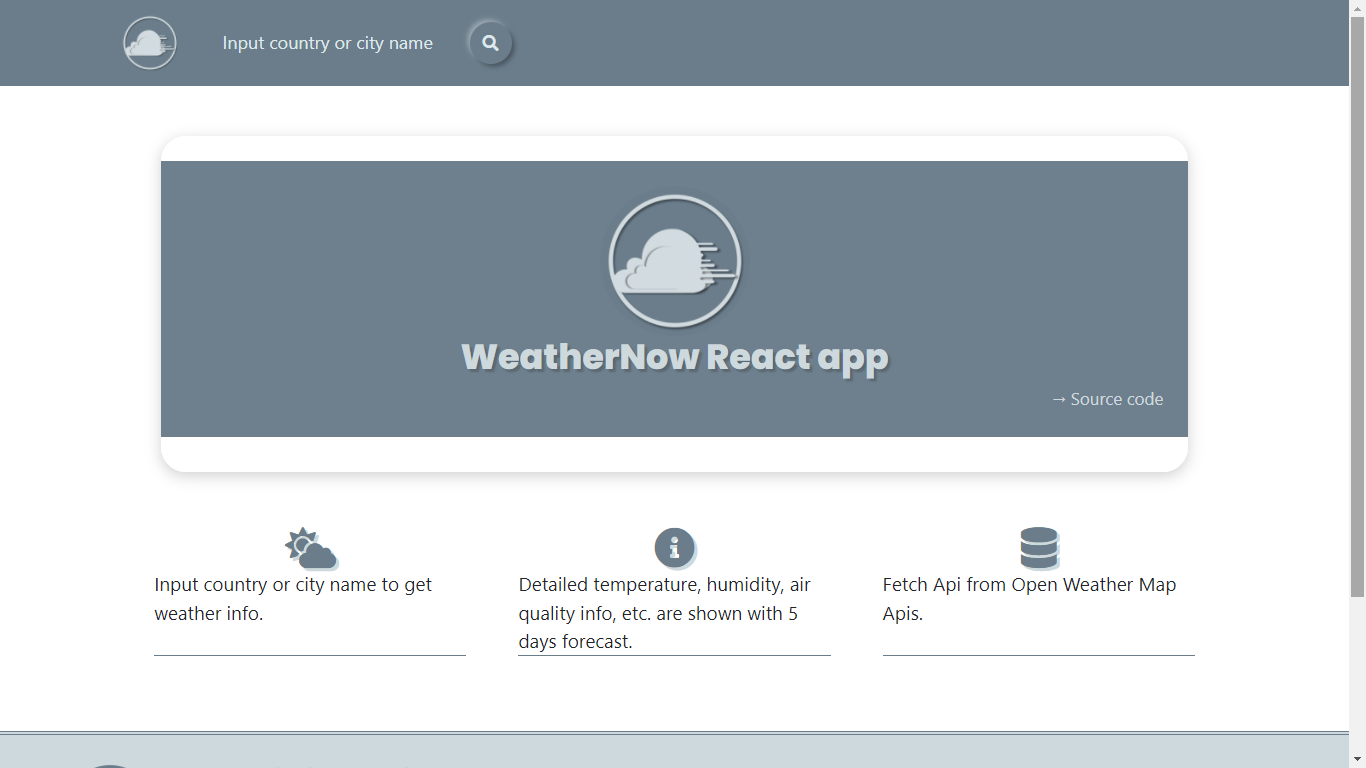 Input country or city name
WeatherNow React app
→ Source code
Input country or city name to get
weather info.
Detailed temperature, humidity, air
quality info, etc. are shown with 5
days forecast.
Fetch Api from Open Weather Map
Apis.